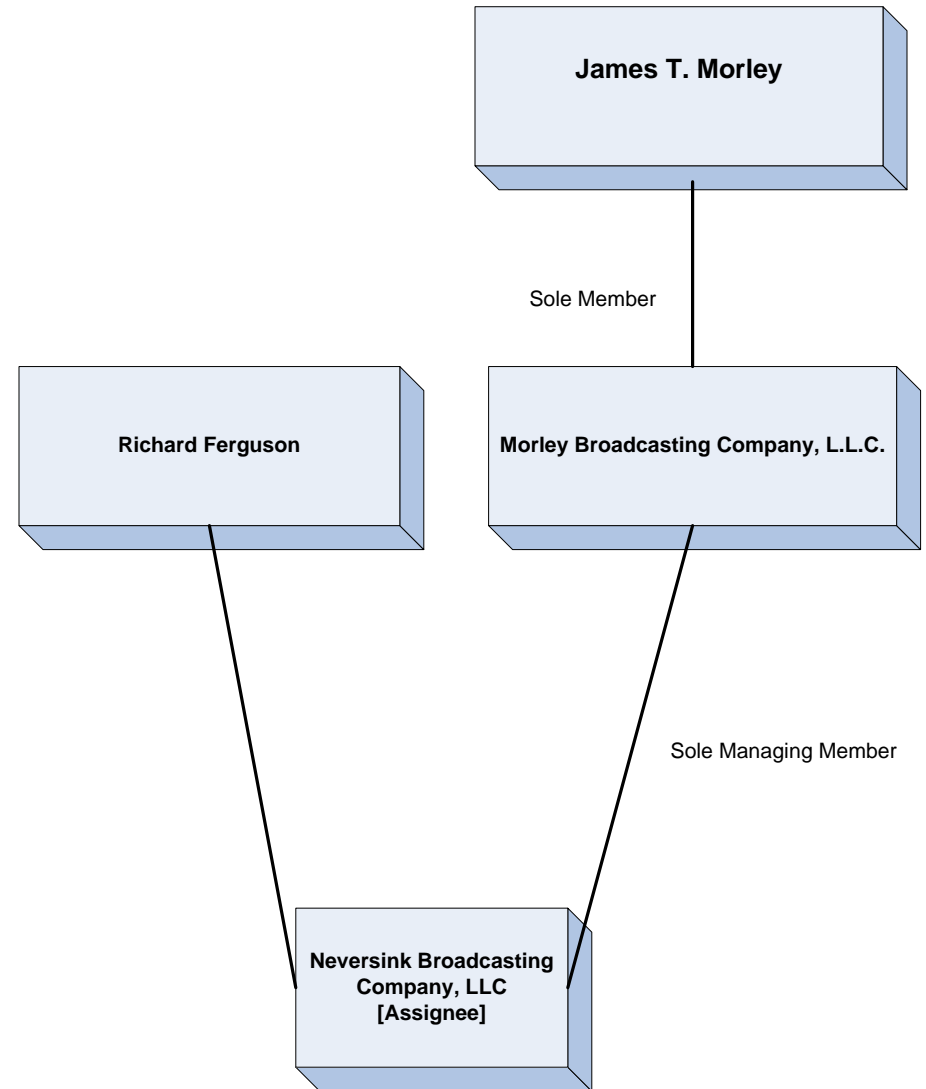 James T. Morley
Sole Member
Richard Ferguson
Morley Broadcasting Company, L.L.C.
Sole Managing Member
Neversink Broadcasting
Company, LLC
[Assignee]